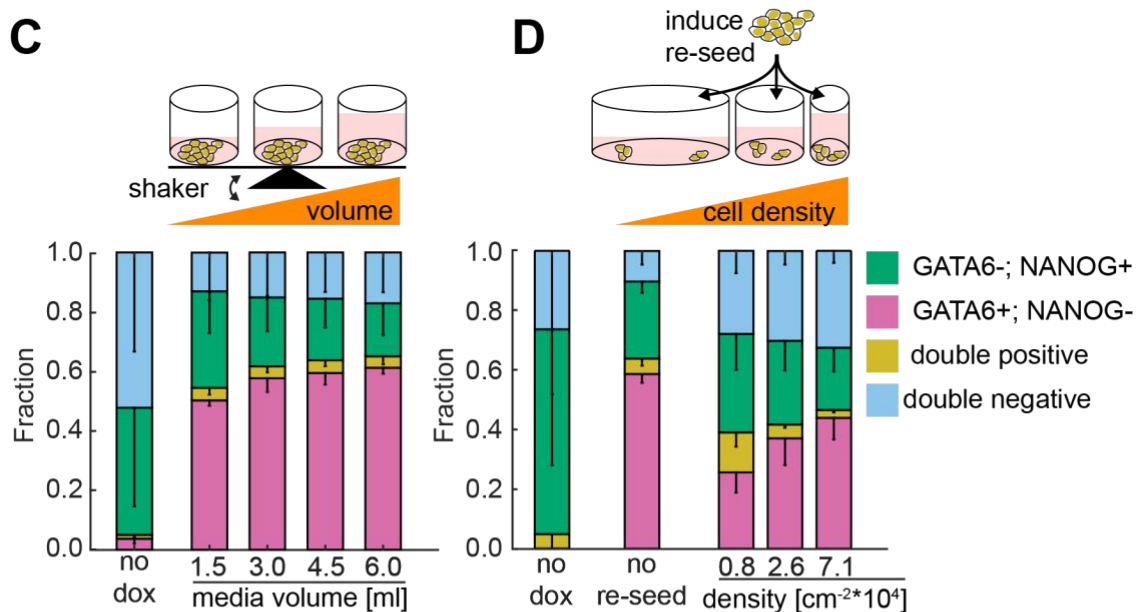 C
shaker
volume
Fraction
1.0
0.8
0.6
0.4
0.2
0.0
no
dox
1.5 3.0 4.5 6.0
media volume [ml]
D
induce
re-seed
cell density
Fraction
1.0
0.8
0.6
0.4
0.2
0.0
no
dox
no
re-seed
0.8 2.6 7.1
density [cm⁻²*10⁴]
GATA6-; NANOG+
GATA6+; NANOG-
double positive
double negative